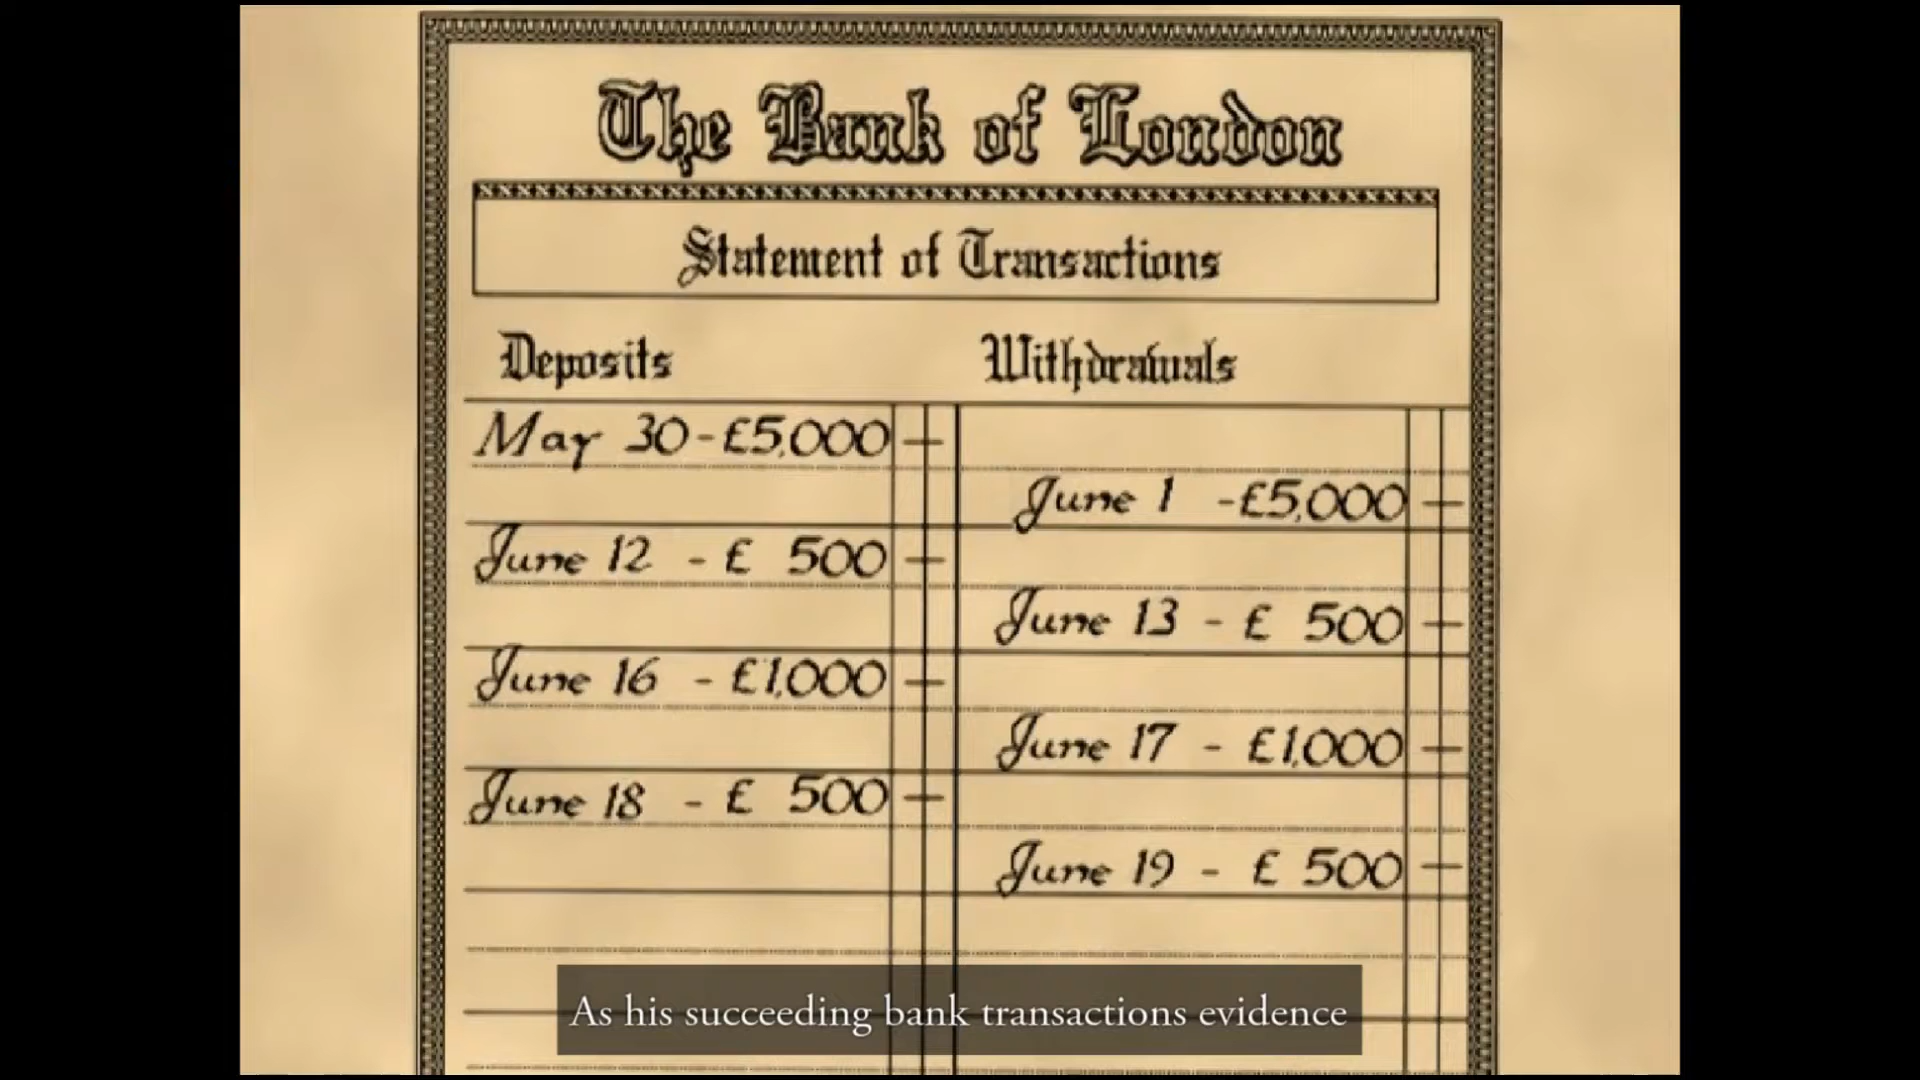 The Bank of London
Statement of Transactions
Deposits Withdrawals
May 30-£5,000 —
June 1 -£5,000 —
June 12 - £ 500 —
June 13 - £ 500 —
June 16 - £1,000 —
June 17 - £1,000 —
June 18 - £ 500 —
June 19 - £ 500 —
As his succeeding bank transactions evidence